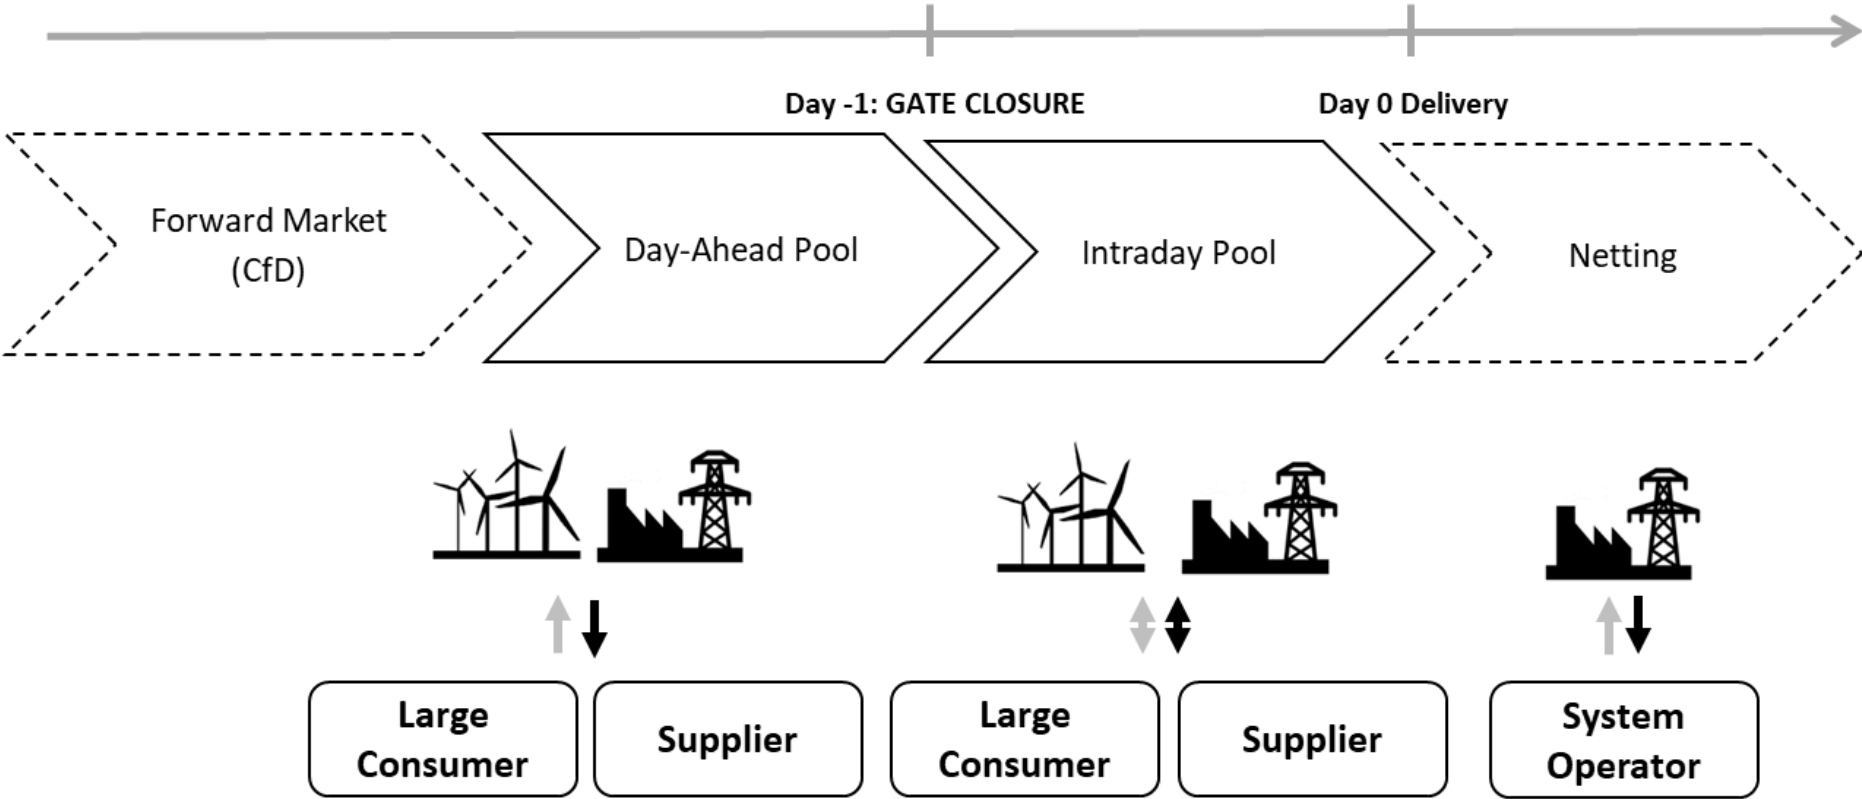 Day -1: GATE CLOSURE
Day 0 Delivery
Forward Market
(CfD)
Day-Ahead Pool
Intraday Pool
Netting
Large
Consumer
Supplier
Large
Consumer
Supplier
System
Operator